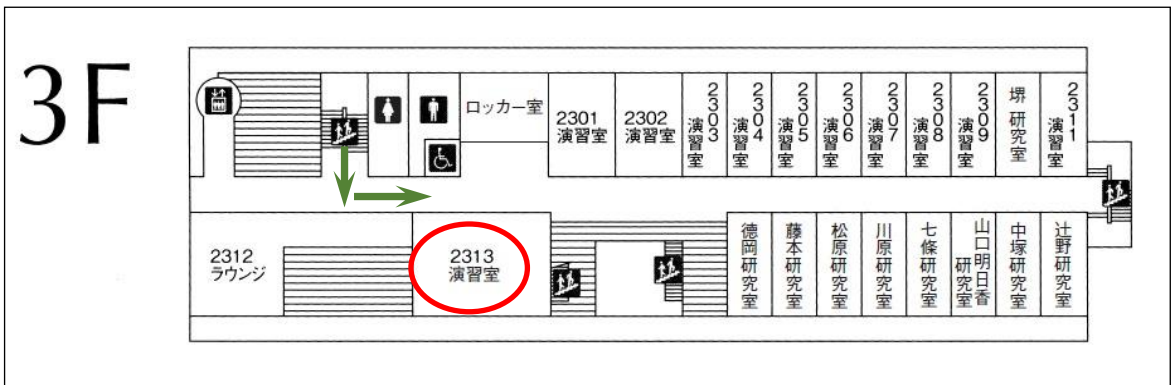 3F
ロッカー室
2301
演習室
2302
演習室
2303
演習室
2304
演習室
2305
演習室
2306
演習室
2307
演習室
2308
演習室
2309
演習室
堺 研究室
2311
演習室
2312
ラウンジ
2313
演習室
徳岡研究室
藤本研究室
松原研究室
川原研究室
七條研究室
山口明日香
研究室
中塚研究室
辻野研究室